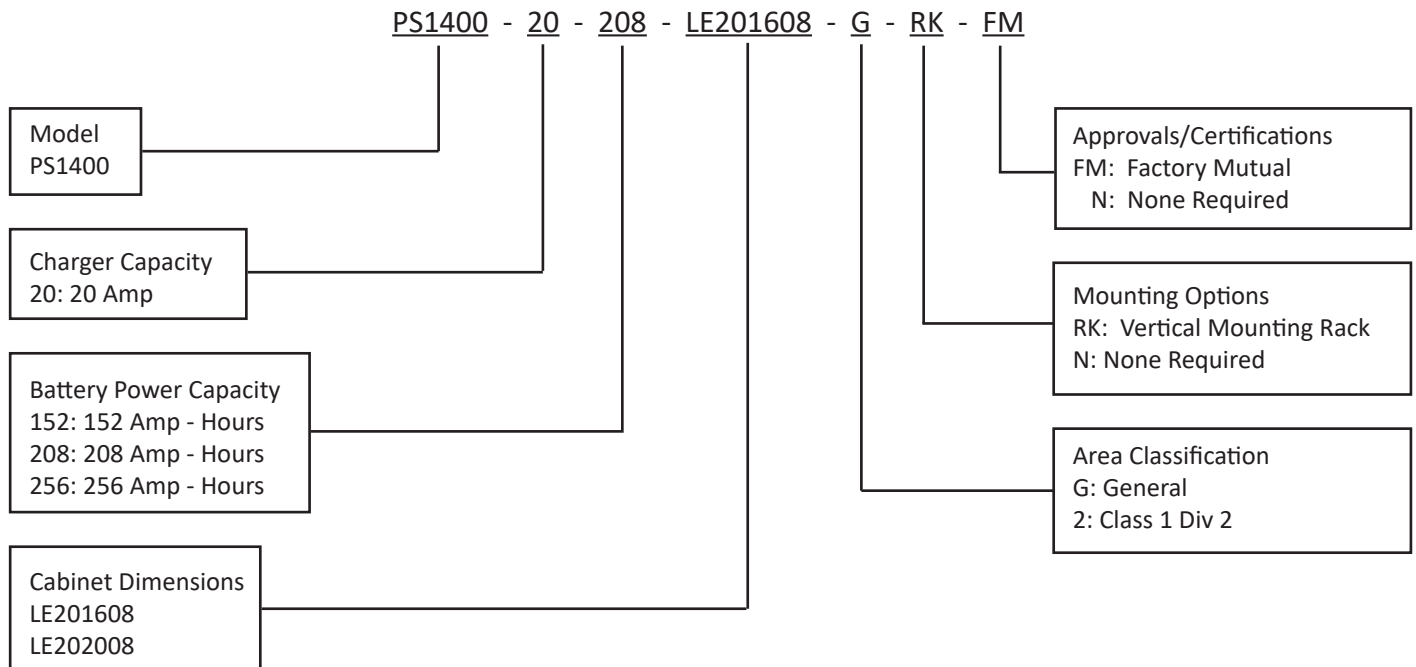 PS1400 - 20 - 208 - LE201608 - G - RK - FM
Model
PS1400
Charger Capacity
20: 20 Amp
Battery Power Capacity
152: 152 Amp - Hours
208: 208 Amp - Hours
256: 256 Amp - Hours
Cabinet Dimensions
LE201608
LE202008
Approvals/Certifications
FM: Factory Mutual
N: None Required
Mounting Options
RK: Vertical Mounting Rack
N: None Required
Area Classification
G: General
2: Class 1 Div 2